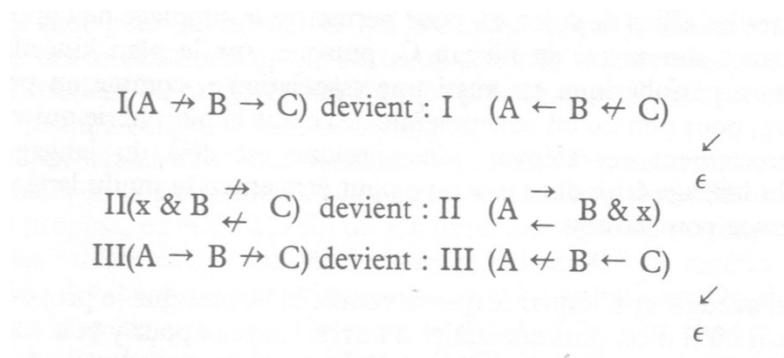 I(A ↛ B → C) devient : I (A ← B ↚ C)
↙
ϵ
II(x & B ↛ ↚ C) devient : II (A → ← B & x)
III(A → B ↛ C) devient : III (A ↚ B ← C)
↙
ϵ